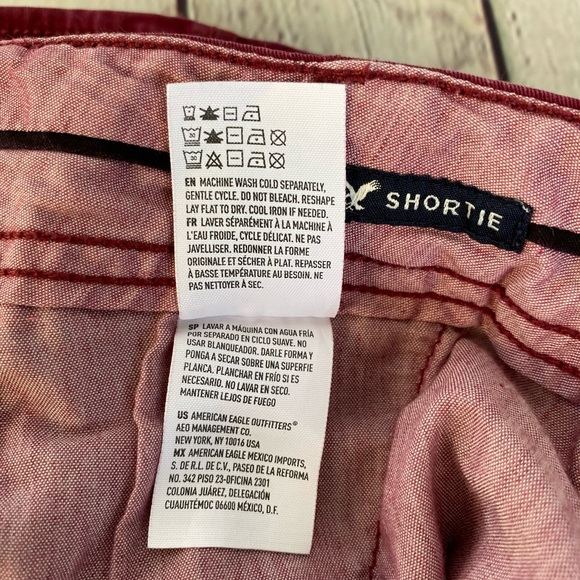 EN MACHINE WASH COLD SEPARATELY,
GENTLE CYCLE. DO NOT BLEACH. RESHAPE
LAY FLAT TO DRY. COOL IRON IF NEEDED.
FR LAVER SÉPARÉMENT À LA MACHINE À
L'EAU FROIDE, CYCLE DÉLICAT. NE PAS
JAVELLISER. REDONNER LA FORME
ORIGINALE ET SÉCHER À PLAT. REPASSER
À BASSE TEMPÉRATURE AU BESOIN. NE
PAS NETTOYER À SEC.
SHORTIE
SP LAVAR A MÁQUINA CON AGUA FRÍA
POR SEPARADO EN CICLO SUAVE. NO
USAR BLANQUEADOR. DARLE FORMA Y
PONGA A SECAR SOBRE UNA SUPERFIE
PLANCA. PLANCHAR EN FRÍO SI ES
NECESARIO. NO LAVAR EN SECO.
MANTENER LEJOS DE FUEGO
US AMERICAN EAGLE OUTFITTERS®
AEO MANAGEMENT CO.
NEW YORK, NY 10016 USA
MX AMERICAN EAGLE MEXICO IMPORTS,
S. DE R.L. DE C.V., PASEO DE LA REFORMA
NO. 342 PISO 23-OFICINA 2301
COLONIA JUÁREZ, DELEGACIÓN
CUAUHTÉMOC 06600 MÉXICO, D.F.